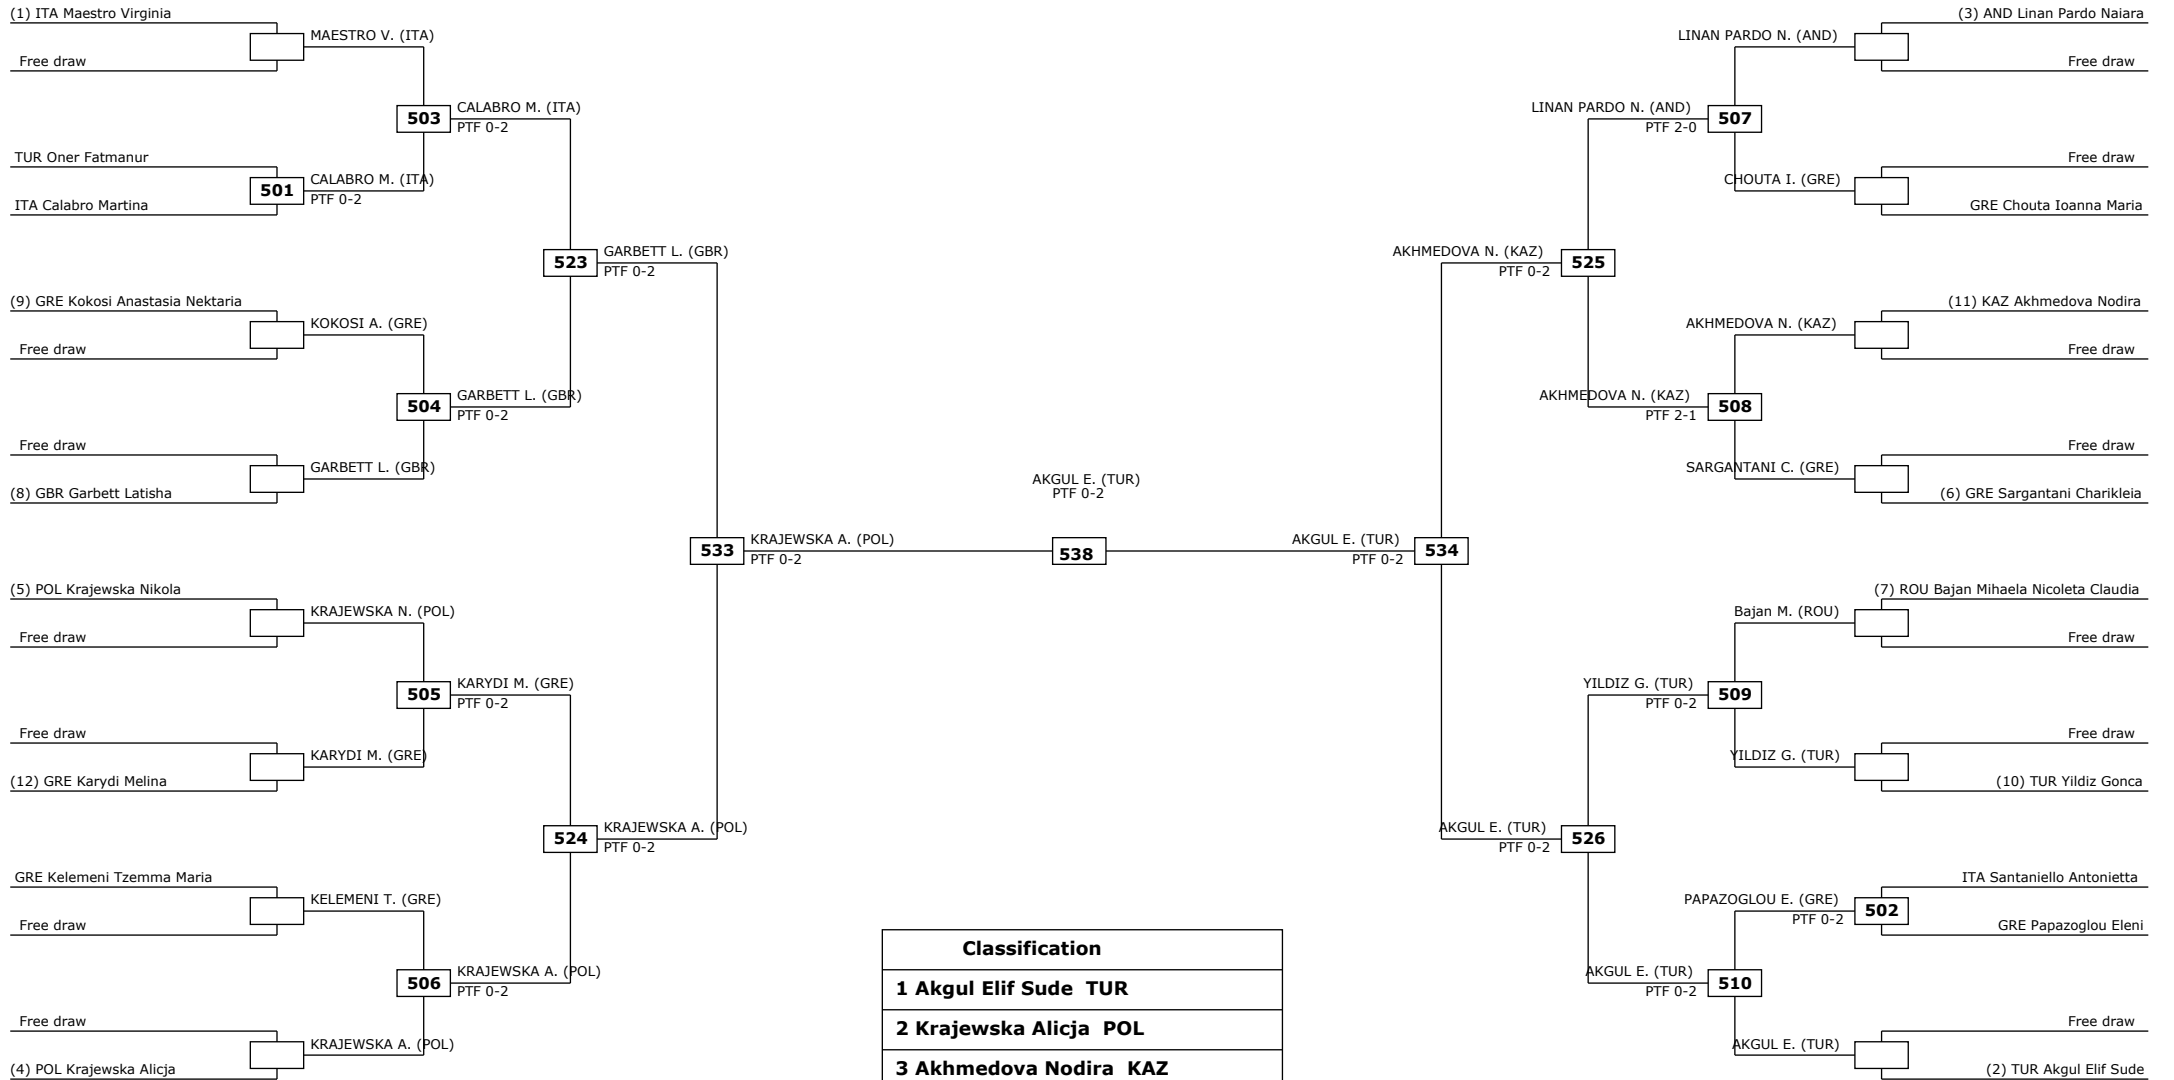 (1) ITA Maestro Virginia
MAESTRO V. (ITA)
Free draw
503
CALABRO M. (ITA)
PTF 0-2
TUR Oner Fatmanur
501
CALABRO M. (ITA)
PTF 0-2
ITA Calabro Martina
523
GARBETT L. (GBR)
PTF 0-2
(9) GRE Kokosi Anastasia Nektaria
KOKOSI A. (GRE)
Free draw
504
GARBETT L. (GBR)
PTF 0-2
Free draw
GARBETT L. (GBR)
(8) GBR Garbett Latisha
533
KRAJEWSKA A. (POL)
PTF 0-2
(5) POL Krajewska Nikola
KRAJEWSKA N. (POL)
Free draw
505
KARYDI M. (GRE)
PTF 0-2
Free draw
KARYDI M. (GRE)
(12) GRE Karydi Melina
524
KRAJEWSKA A. (POL)
PTF 0-2
GRE Kelemeni Tzemma Maria
KELEMENI T. (GRE)
Free draw
506
KRAJEWSKA A. (POL)
PTF 0-2
Free draw
KRAJEWSKA A. (POL)
(4) POL Krajewska Alicja
AKGUL E. (TUR)
PTF 0-2
538
(3) AND Linan Pardo Naiara
LINAN PARDO N. (AND)
Free draw
LINAN PARDO N. (AND)
PTF 2-0
507
Free draw
CHOUTA I. (GRE)
GRE Chouta Ioanna Maria
AKHMEDOVA N. (KAZ)
PTF 0-2
525
(11) KAZ Akhmedova Nodira
AKHMEDOVA N. (KAZ)
Free draw
AKHMEDOVA N. (KAZ)
PTF 2-1
508
Free draw
SARGANTANI C. (GRE)
(6) GRE Sargantani Charikleia
AKGUL E. (TUR)
PTF 0-2
534
(7) ROU Bajan Mihaela Nicoleta Claudia
Bajan M. (ROU)
Free draw
YILDIZ G. (TUR)
PTF 0-2
509
Free draw
YILDIZ G. (TUR)
(10) TUR Yildiz Gonca
AKGUL E. (TUR)
PTF 0-2
526
ITA Santaniello Antonietta
PAPAZOGLOU E. (GRE)
PTF 0-2
502
GRE Papazoglou Eleni
AKGUL E. (TUR)
PTF 0-2
510
Free draw
AKGUL E. (TUR)
(2) TUR Akgul Elif Sude
Classification
1 Akgul Elif Sude TUR
2 Krajewska Alicja POL
3 Akhmedova Nodira KAZ